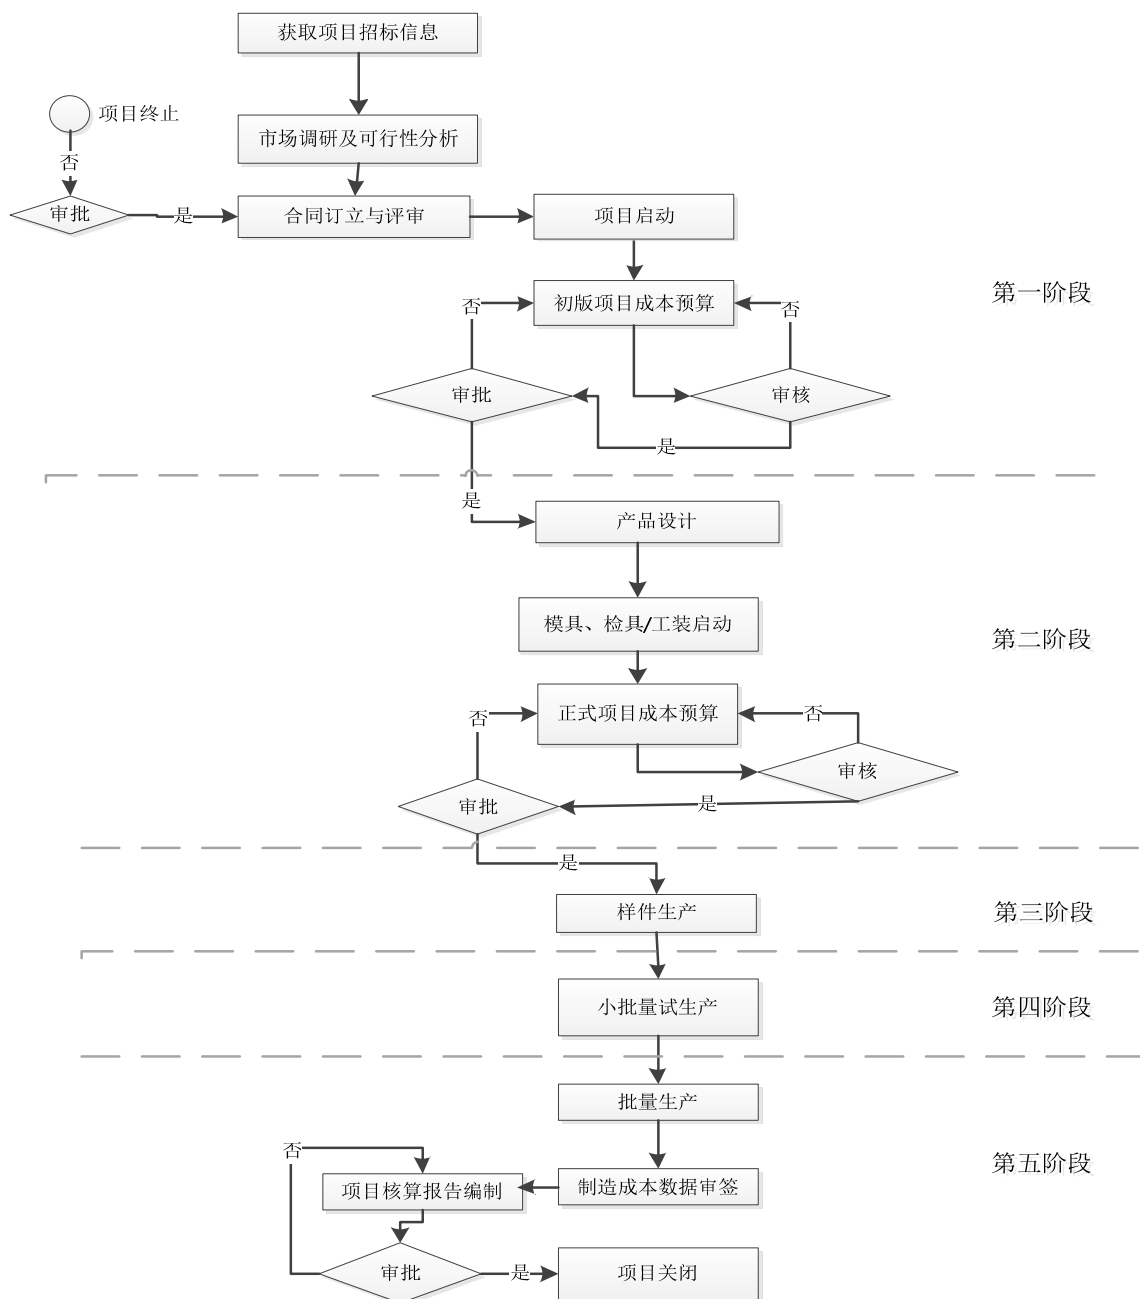 获取项目招标信息
项目终止
市场调研及可行性分析
否
审批
是
合同订立与评审
项目启动
第一阶段
否
初版项目成本预算
否
审批
审核
是
是
产品设计
模具、检具/工装启动
第二阶段
否
正式项目成本预算
否
审核
审批
是
是
样件生产
第三阶段
小批量试生产
第四阶段
批量生产
否
第五阶段
项目核算报告编制
制造成本数据审签
审批
是
项目关闭